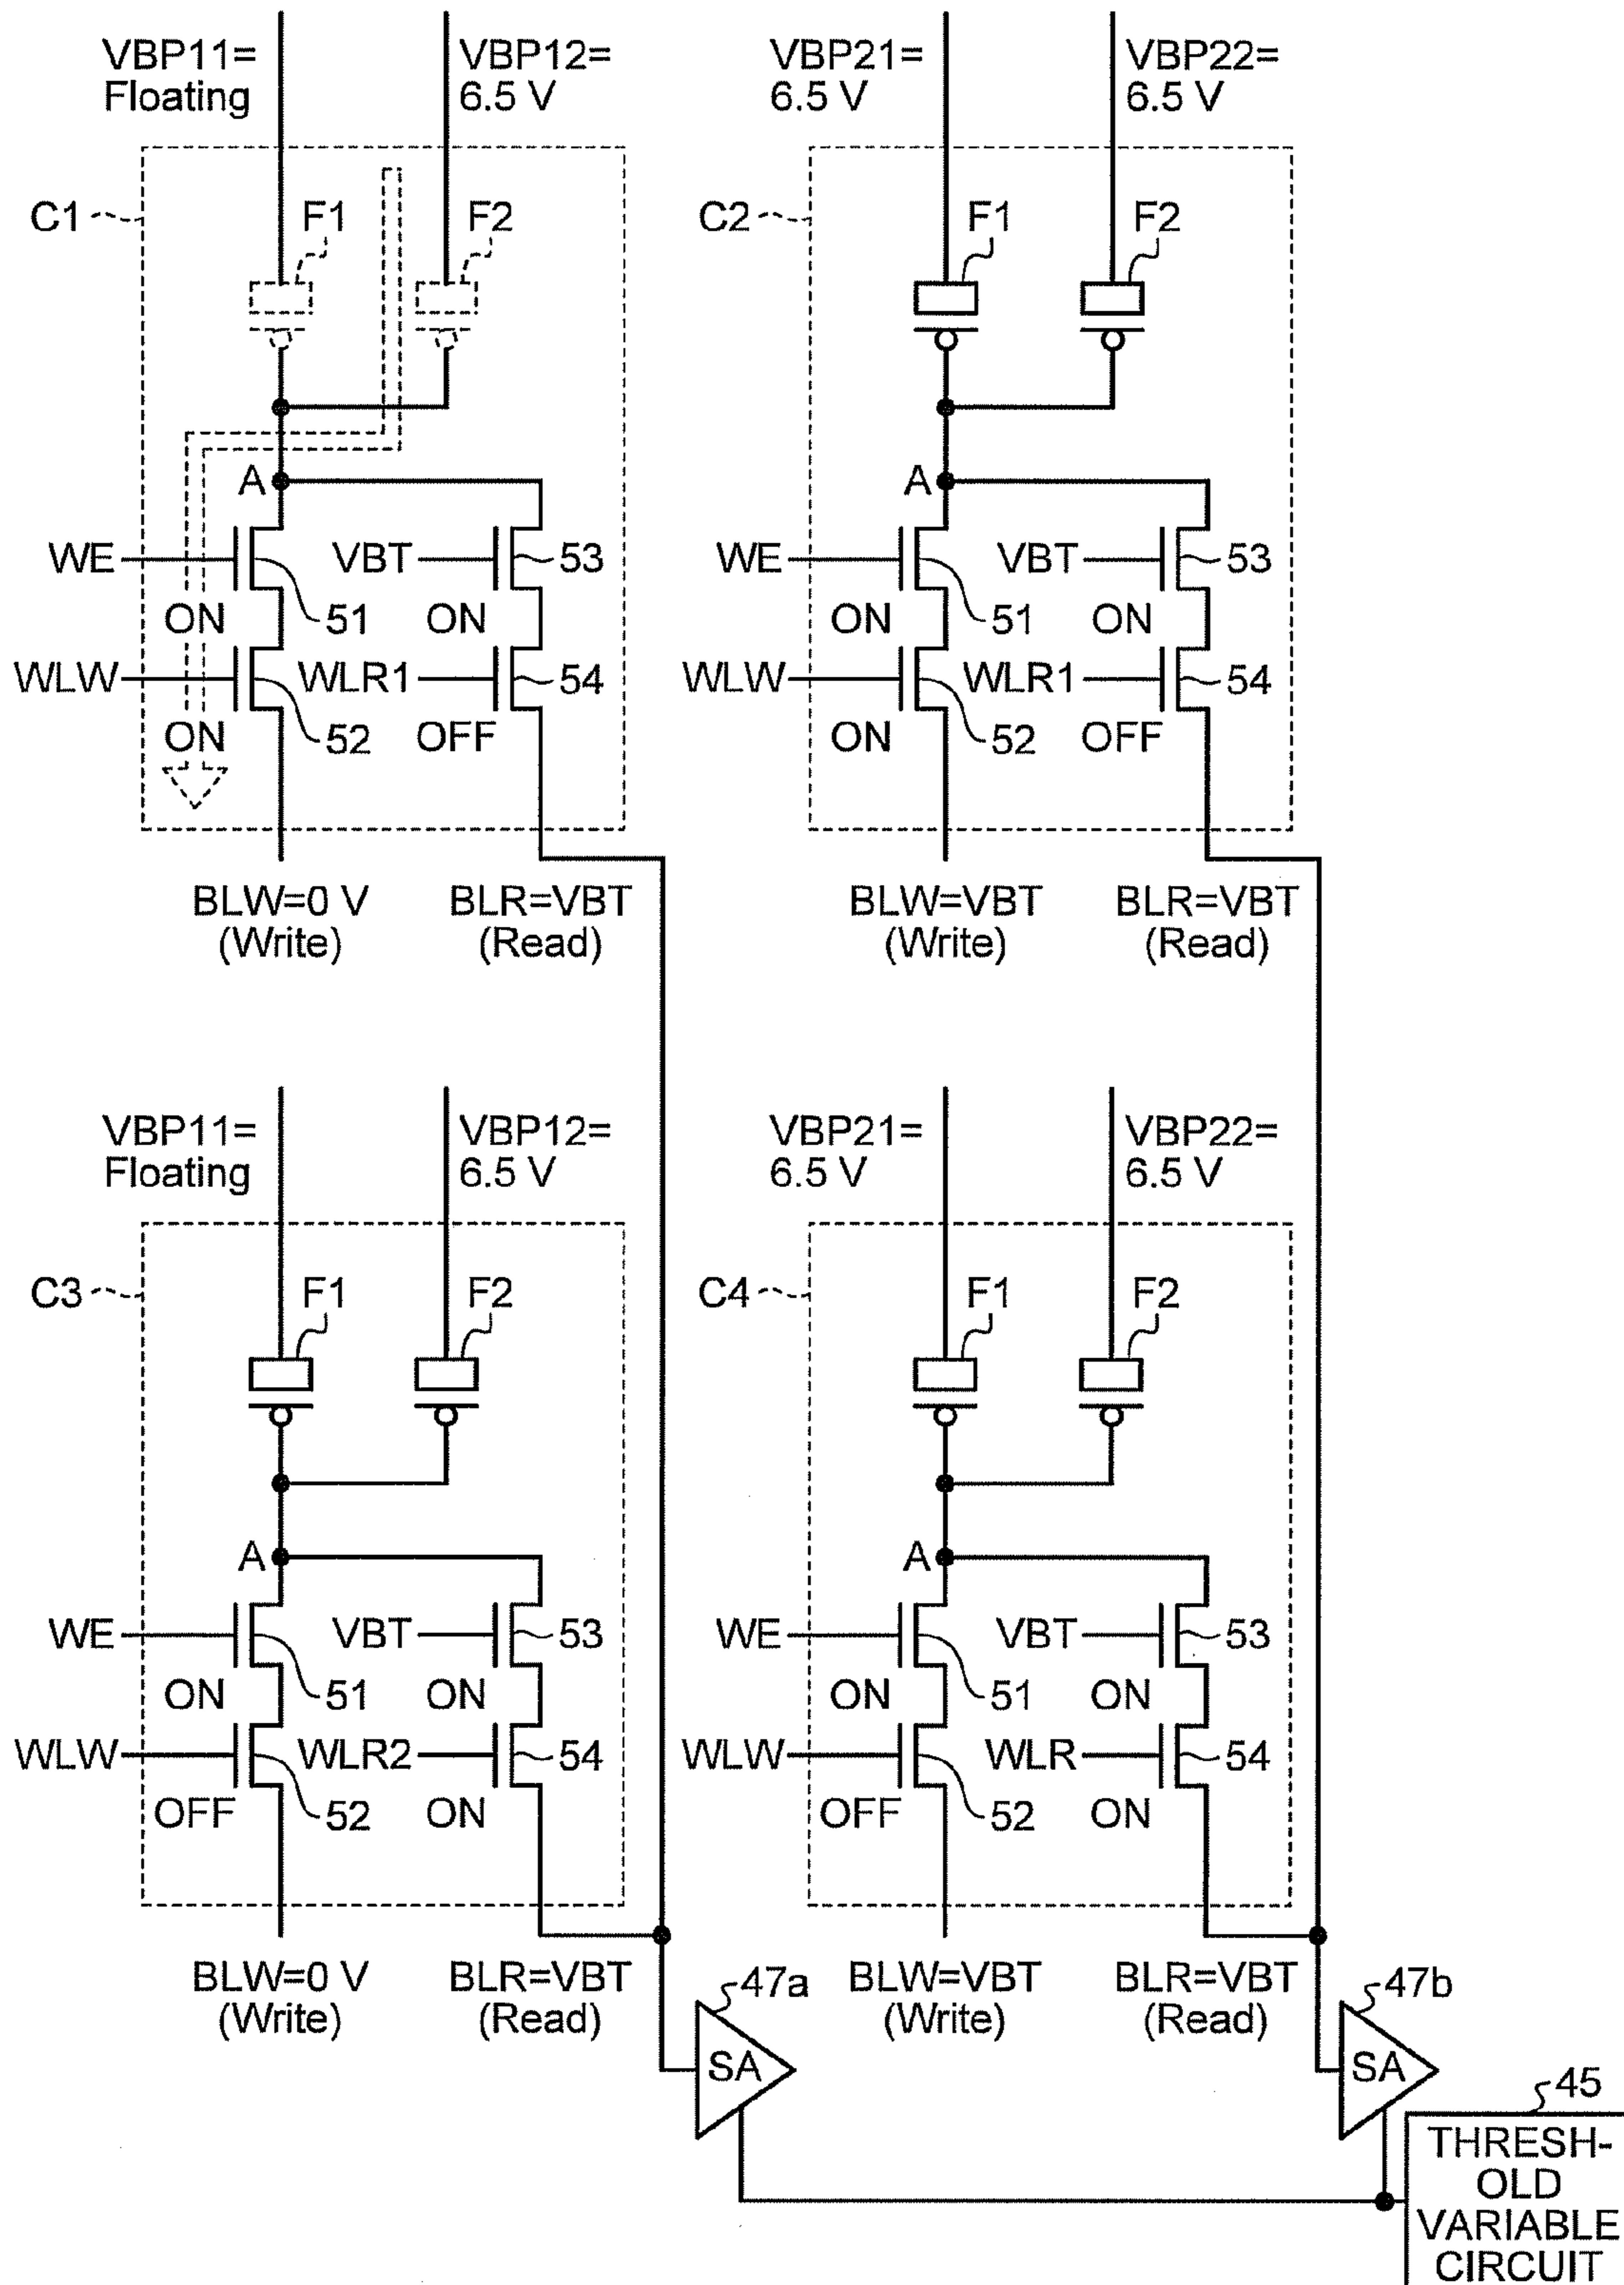 VBP11=
Floating
VBP12=
6.5 V
VBP21=
6.5 V
VBP22=
6.5 V
C1
F1
F2
C2
F1
F2
A
A
WE
VBT
53
WE
VBT
53
ON
51
ON
ON
51
ON
WLW
WLR1
54
WLW
WLR1
54
ON
52
OFF
ON
52
OFF
BLW=0 V
(Write)
BLR=VBT
(Read)
BLW=VBT
(Write)
BLR=VBT
(Read)
VBP11=
Floating
VBP12=
6.5 V
VBP21=
6.5 V
VBP22=
6.5 V
C3
F1
F2
C4
F1
F2
A
A
WE
VBT
53
WE
VBT
53
ON
51
ON
ON
51
ON
WLW
WLR2
54
WLW
WLR
54
OFF
52
ON
OFF
52
ON
BLW=0 V
(Write)
BLR=VBT
(Read)
BLW=VBT
(Write)
BLR=VBT
(Read)
47a
SA
47b
SA
45
THRESH-
OLD
VARIABLE
CIRCUIT